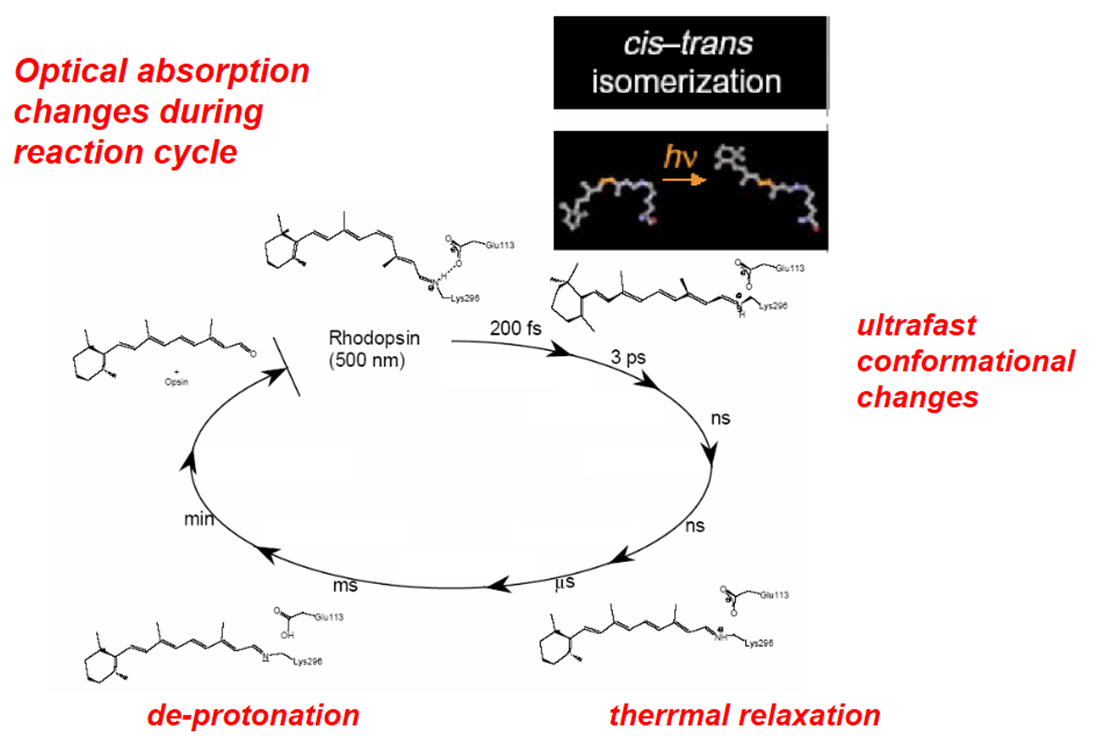 Optical absorption
changes during
reaction cycle
cis–trans
isomerization
hν
Glu113
Lys296
Rhodopsin
(500 nm)
200 fs
3 ps
ns
ns
μs
ms
min
O
+
Opsin
O
O
N
H
Glu113
O
O
N
H
Lys296
ultrafast
conformational
changes
O
OH
Glu113
N
Lys296
O
O
Glu113
NH
Lys296
de-protonation
therrmal relaxation